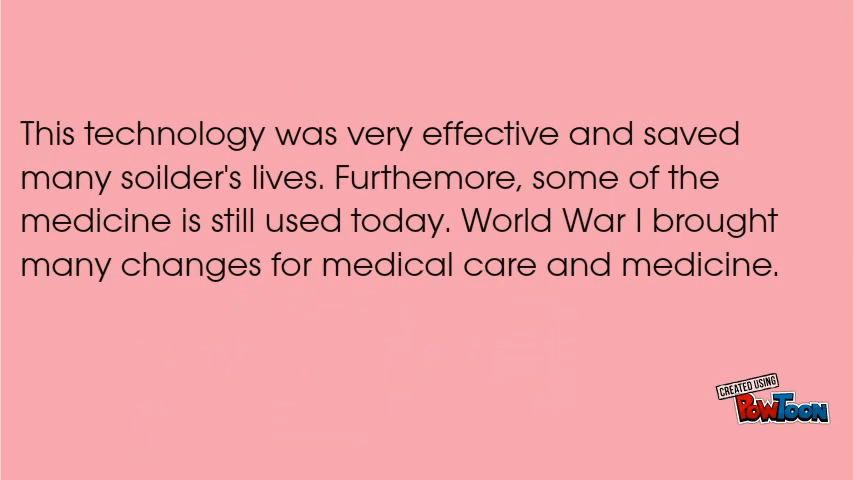 This technology was very effective and saved
many soilder's lives. Furthemore, some of the
medicine is still used today. World War I brought
many changes for medical care and medicine.
CREATED USING
POWTOON